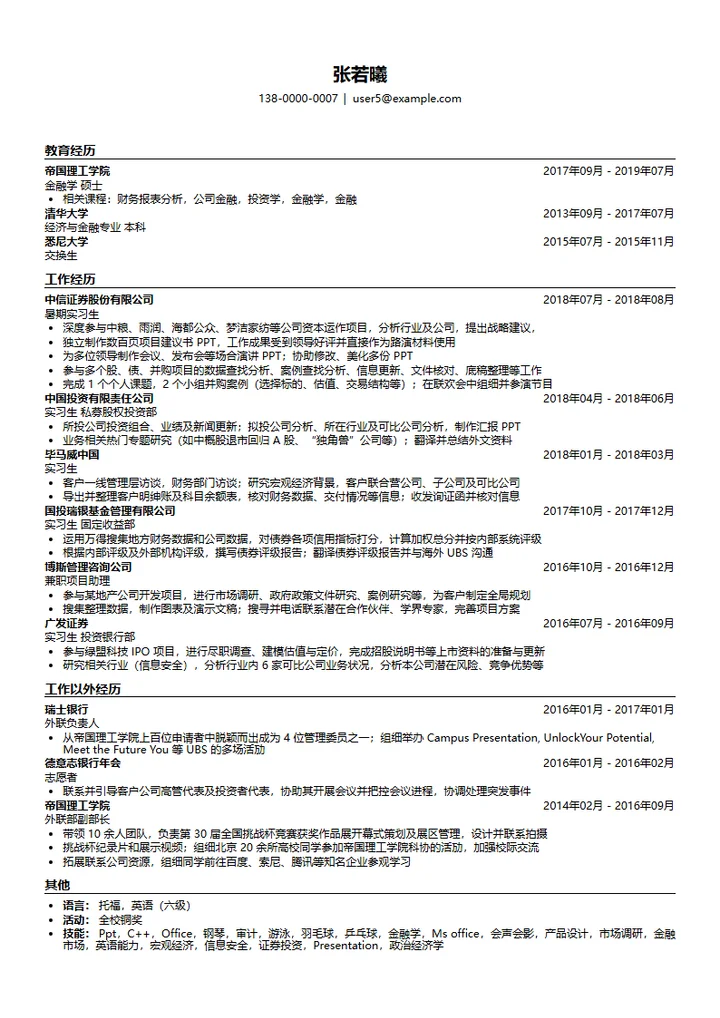 张若曦
138-0000-0007 | user5@example.com
教育经历
帝国理工学院 2017年09月 - 2019年07月
金融学 硕士
• 相关课程：财务报表分析，公司金融，投资学，金融学，金融
清华大学 2013年09月 - 2017年07月
经济与金融专业 本科
悉尼大学 2015年07月 - 2015年11月
交换生
工作经历
中信证券股份有限公司 2018年07月 - 2018年08月
暑期实习生
• 深度参与中粮、雨润、海都公众、梦洁家纺等公司资本运作项目，分析行业及公司，提出战略建议，
• 独立制作数百页项目建议书 PPT，工作成果受到领导好评并直接作为路演材料使用
• 为多位领导制作会议、发布会等场合演讲 PPT；协助修改、美化多份 PPT
• 参与多个股、债、并购项目的数据查找分析、案例查找分析、信息更新、文件核对、底稿整理等工作
• 完成 1 个个人课题，2 个小组并购案例（选择标的、估值、交易结构等）；在联欢会中组细并参演节目
中国投资有限责任公司 2018年04月 - 2018年06月
实习生 私募股权投资部
• 所投公司投资组合、业绩及新闻更新；拟投公司分析、所在行业及可比公司分析，制作汇报 PPT
• 业务相关热门专题研究（如中概股退市回归 A 股、“独角兽”公司等）；翻译并总结外文资料
毕马威中国 2018年01月 - 2018年03月
实习生
• 客户一线管理层访谈，财务部门访谈；研究宏观经济背景，客户联合营公司、子公司及可比公司
• 导出并整理客户明绅账及科目余额表，核对财务数据、交付情况等信息；收发询证函并核对信息
国投瑞银基金管理有限公司 2017年10月 - 2017年12月
实习生 固定收益部
• 运用万得搜集地方财务数据和公司数据，对债券各项信用指标打分，计算加权总分并按内部系统评级
• 根据内部评级及外部机构评级，撰写债券评级报告；翻译债券评级报告并与海外 UBS 沟通
博斯管理咨询公司 2016年10月 - 2016年12月
兼职项目助理
• 参与某地产公司开发项目，进行市场调研、政府政策文件研究、案例研究等，为客户制定全局规划
• 搜集整理数据，制作图表及演示文稿；搜寻并电话联系潜在合作伙伴、学界专家，完善项目方案
广发证券 2016年07月 - 2016年09月
实习生 投资银行部
• 参与绿盟科技 IPO 项目，进行尽职调查、建模估值与定价，完成招股说明书等上市资料的准备与更新
• 研究相关行业（信息安全），分析行业内 6 家可比公司业务状况，分析本公司潜在风险、竞争优势等
工作以外经历
瑞士银行 2016年01月 - 2017年01月
外联负责人
• 从帝国理工学院上百位申请者中脱颖而出成为 4 位管理委员之一；组细举办 Campus Presentation, UnlockYour Potential,
Meet the Future You 等 UBS 的多场活动
德意志银行年会 2016年01月 - 2016年02月
志愿者
• 联系并引导客户公司高管代表及投资者代表，协助其开展会议并把控会议进程，协调处理突发事件
帝国理工学院 2014年02月 - 2016年09月
外联部副部长
• 带领 10 余人团队，负责第 30 届全国挑战杯竞赛获奖作品展开幕式策划及展区管理，设计并联系拍摄
• 挑战杯纪录片和展示视频；组细北京 20 余所高校同学参加帝国理工学院科协的活动，加强校际交流
• 拓展联系公司资源，组细同学前往百度、索尼、腾讯等知名企业参观学习
其他
• 语言： 托福，英语（六级）
• 活动： 全校铜奖
• 技能： Ppt，C++，Office，钢琴，审计，游泳，羽毛球，乒乓球，金融学，Ms office，会声会影，产品设计，市场调研，金融
市场，英语能力，宏观经济，信息安全，证券投资，Presentation，政治经济学